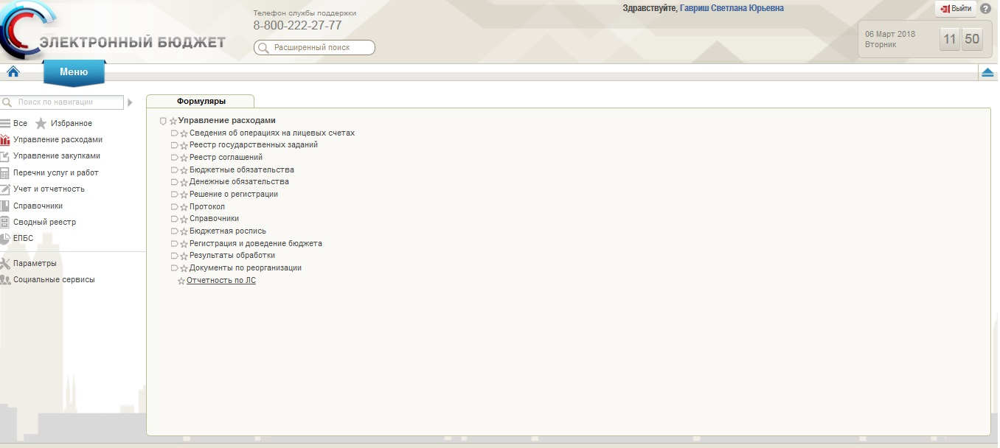 ЭЛЕКТРОННЫЙ БЮДЖЕТ
Телефон службы поддержки
8-800-222-27-77
Расширенный поиск
Здравствуйте, Гавриш Светлана Юрьевна
Выйти
?
06 Март 2018
Вторник
11 50
Меню
Поиск по навигации
Все Избранное
Управление расходами
Управление закупками
Перечни услуг и работ
Учет и отчетность
Справочники
Сводный реестр
ЕПБС
Параметры
Социальные сервисы
Формуляры
Управление расходами
Сведения об операциях на лицевых счетах
Реестр государственных заданий
Реестр соглашений
Бюджетные обязательства
Денежные обязательства
Решение о регистрации
Протокол
Справочники
Бюджетная роспись
Регистрация и доведение бюджета
Результаты обработки
Документы по реорганизации
Отчетность по ЛС